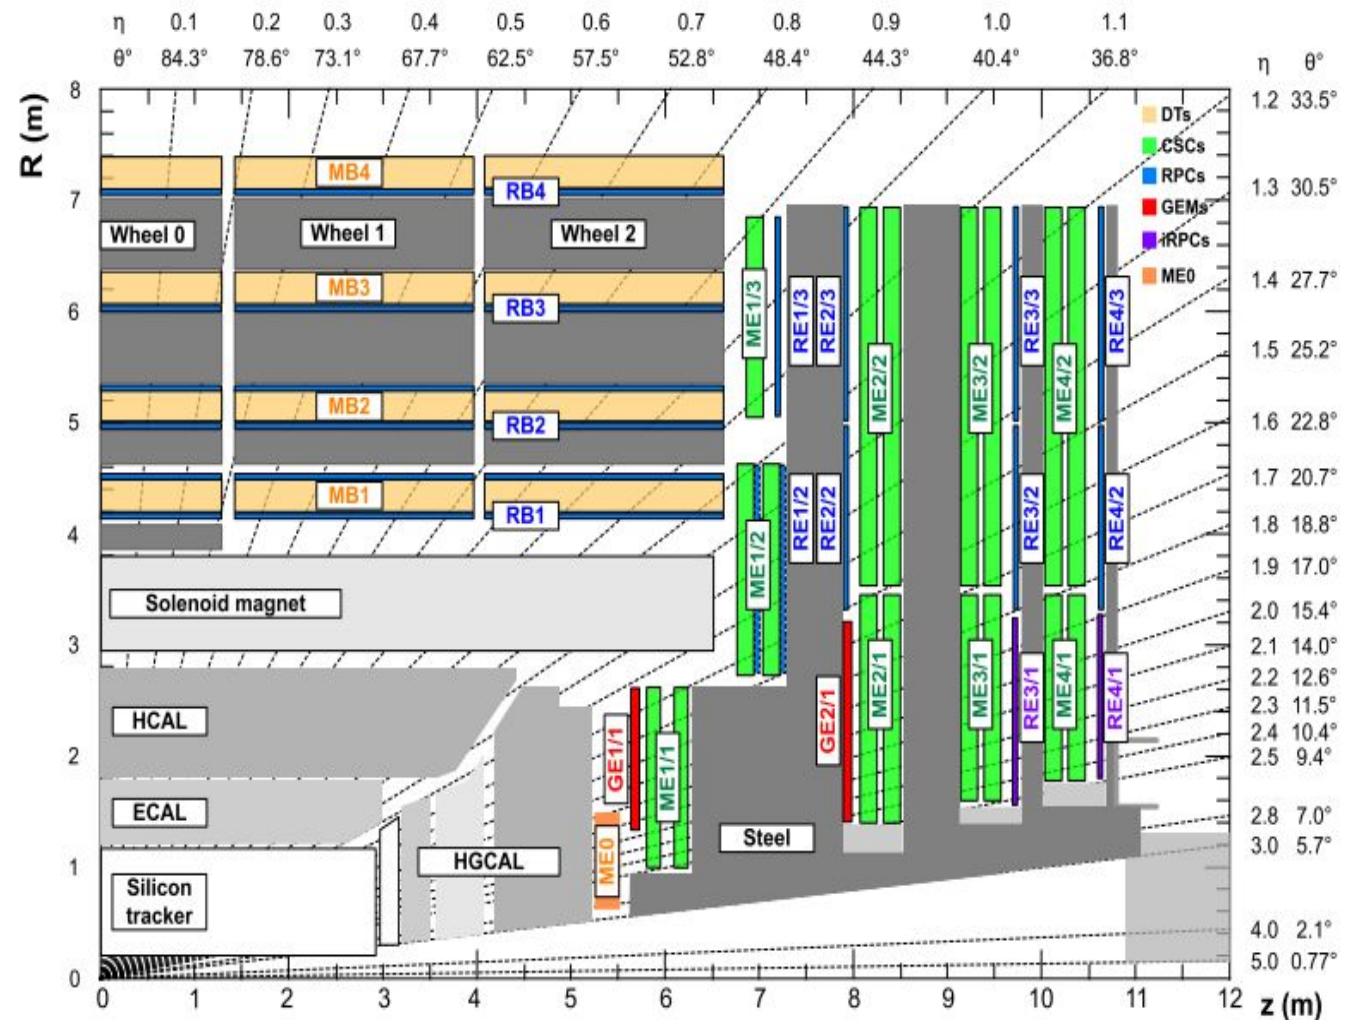 η 0.1 0.2 0.3 0.4 0.5 0.6 0.7 0.8 0.9 1.0 1.1
θ° 84.3° 78.6° 73.1° 67.7° 62.5° 57.5° 52.8° 48.4° 44.3° 40.4° 36.8° η θ°
R (m)
8
7
6
5
4
3
2
1
0
1.2 33.5°
1.3 30.5°
1.4 27.7°
1.5 25.2°
1.6 22.8°
1.7 20.7°
1.8 18.8°
1.9 17.0°
2.0 15.4°
2.1 14.0°
2.2 12.6°
2.3 11.5°
2.4 10.4°
2.5 9.4°
2.8 7.0°
3.0 5.7°
4.0 2.1°
5.0 0.77°
DTs
CSCs
RPCs
GEMs
iRPCs
ME0
MB4
RB4
Wheel 0 Wheel 1 Wheel 2
MB3
RB3
MB2
RB2
MB1
RB1
Solenoid magnet
HCAL
ECAL
Silicon
tracker
HGCAL
Steel
ME0
GE1/1
ME1/1
ME1/2
ME1/3
RE1/3
RE2/3
RE1/2
RE2/2
GE2/1
ME2/2
ME2/1
ME3/2
ME3/1
RE3/3
RE3/2
RE3/1
ME4/2
ME4/1
RE4/3
RE4/2
RE4/1
0 1 2 3 4 5 6 7 8 9 10 11 12 z (m)